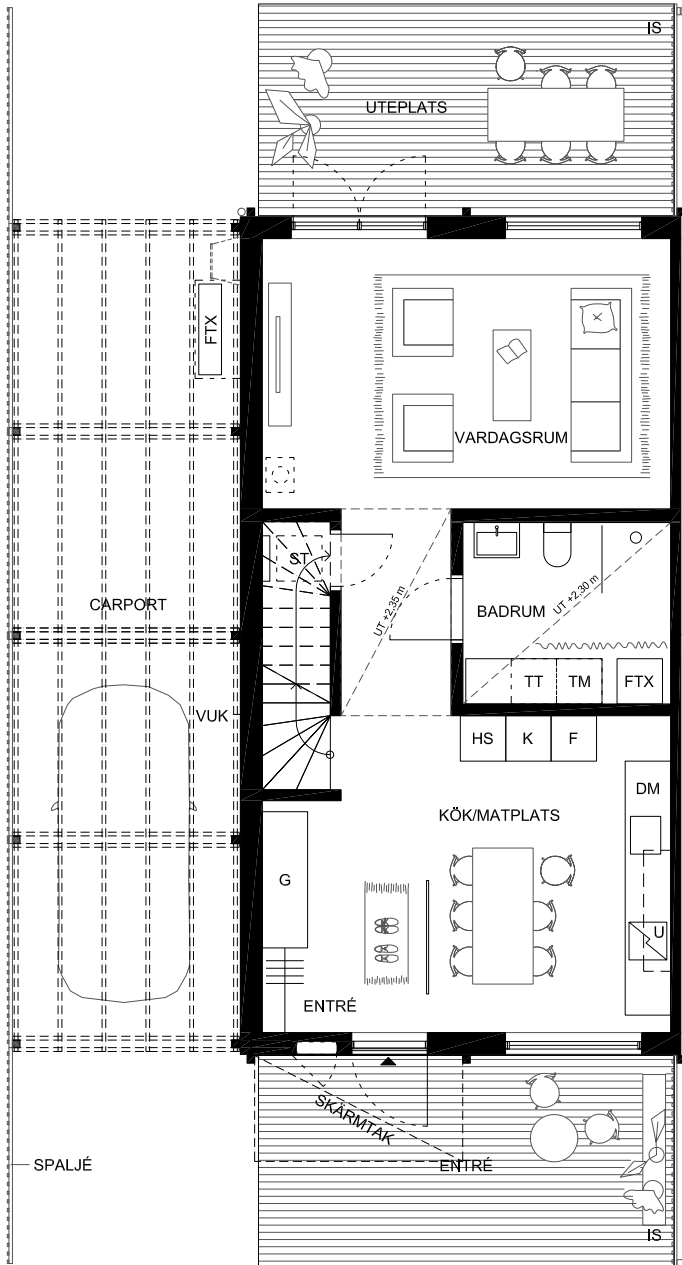 IS
UTEPLATS
FTX
VARDAGSRUM
ST
UT +2,35 m
UT +2,30 m
CARPORT
BADRUM
TT
TM
FTX
VUK
HS
K
F
DM
KÖK/MATPLATS
G
U
ENTRÉ
SKÄRMTAK
SPALJÉ
ENTRÉ
IS